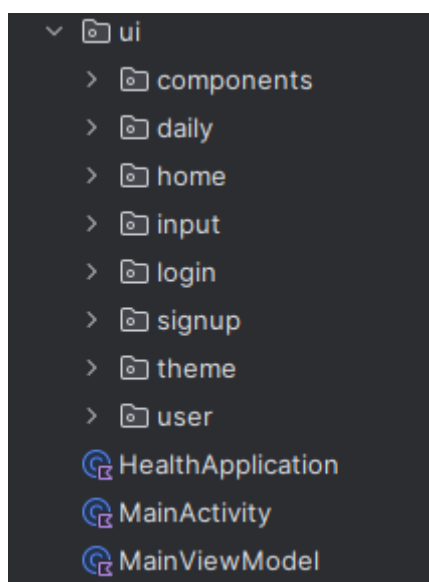 ui
components
daily
home
input
login
signup
theme
user
HealthApplication
MainActivity
MainViewModel